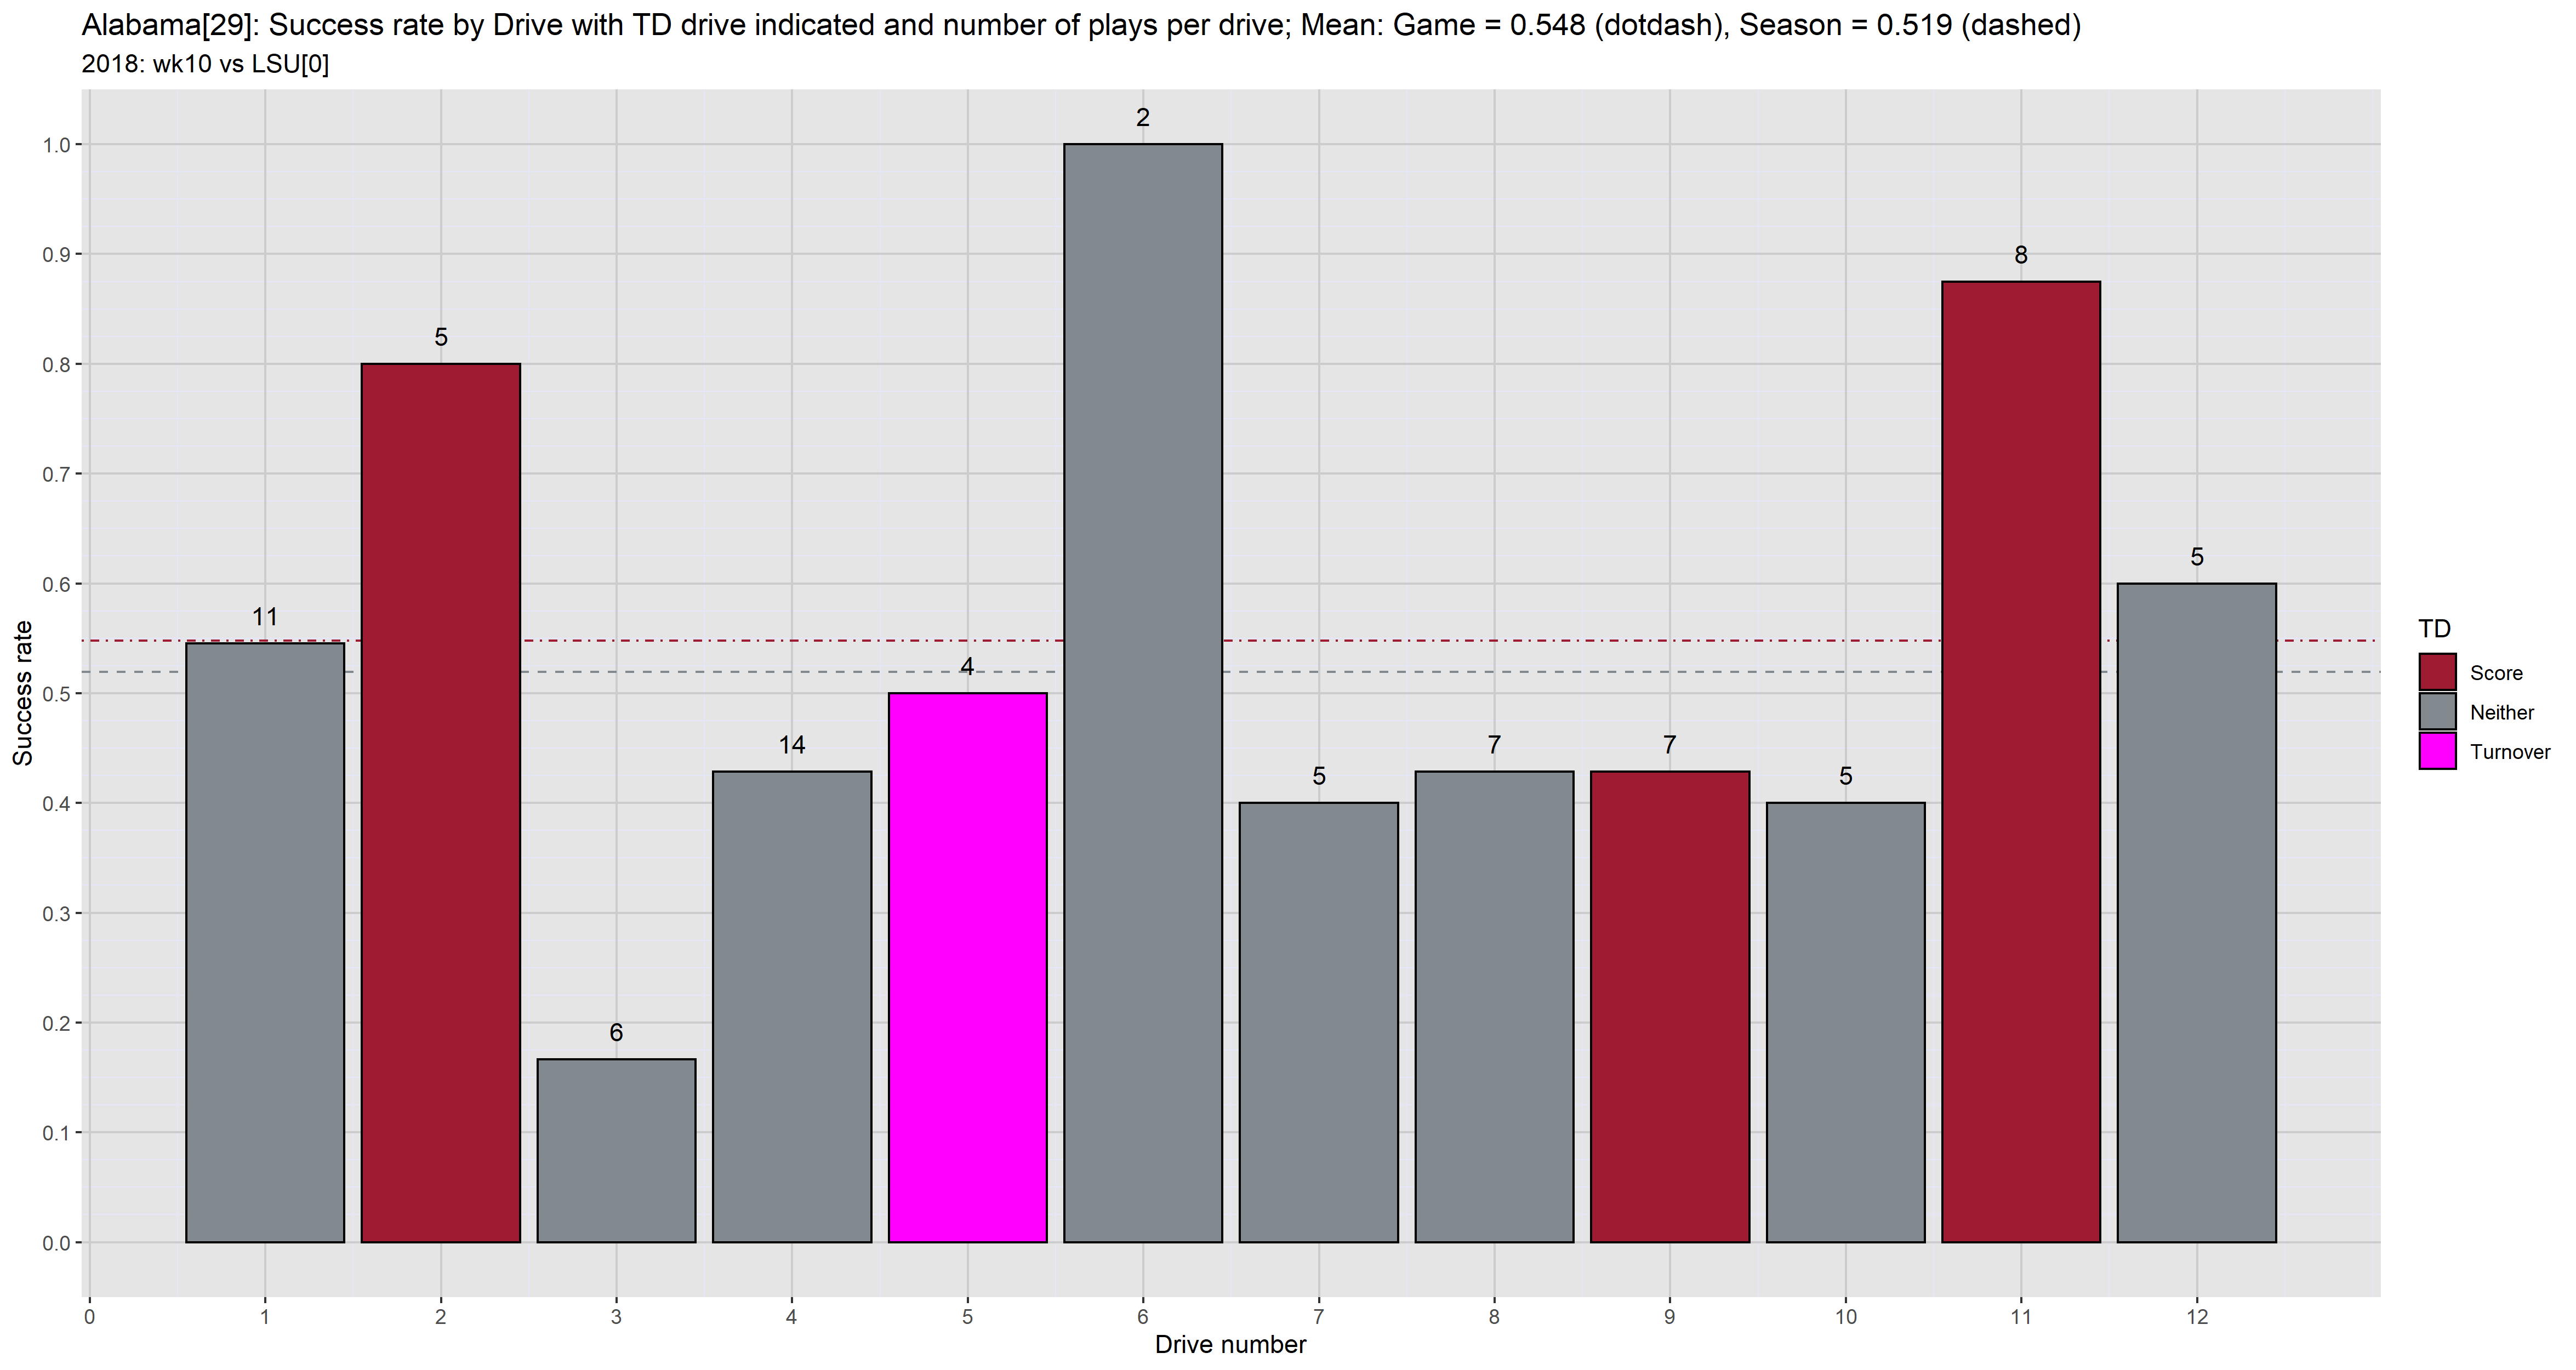 Alabama[29]: Success rate by Drive with TD drive indicated and number of plays per drive; Mean: Game = 0.548 (dotdash), Season = 0.519 (dashed)
2018: wk10 vs LSU[0]
Success rate
1.0
0.9
0.8
0.7
0.6
0.5
0.4
0.3
0.2
0.1
0.0
11
5
6
14
4
2
5
7
7
5
8
5
0 1 2 3 4 5 6 7 8 9 10 11 12
Drive number
TD
Score
Neither
Turnover